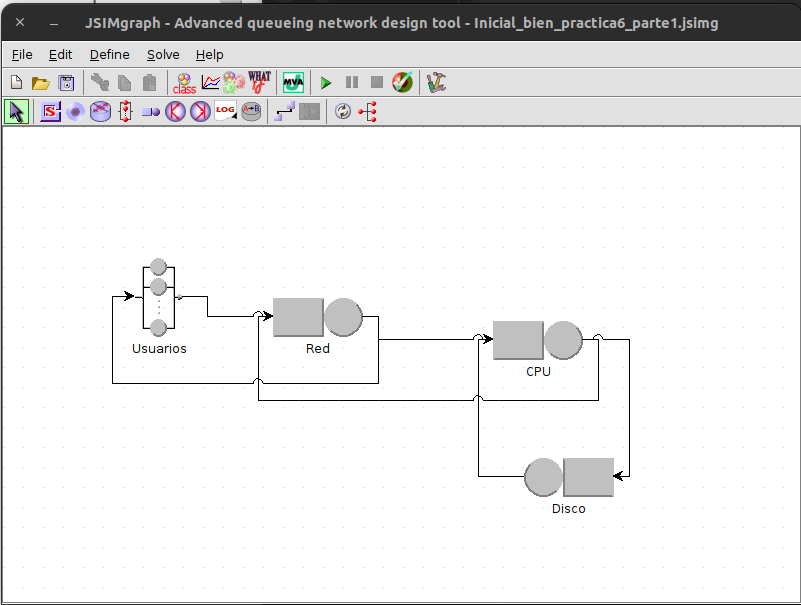 JSIMgraph - Advanced queueing network design tool - Inicial_bien_practica6_parte1.jsimg
File Edit Define Solve Help
class
WHAT IF
MVA
S
LOG
A→B
Usuarios
Red
CPU
Disco